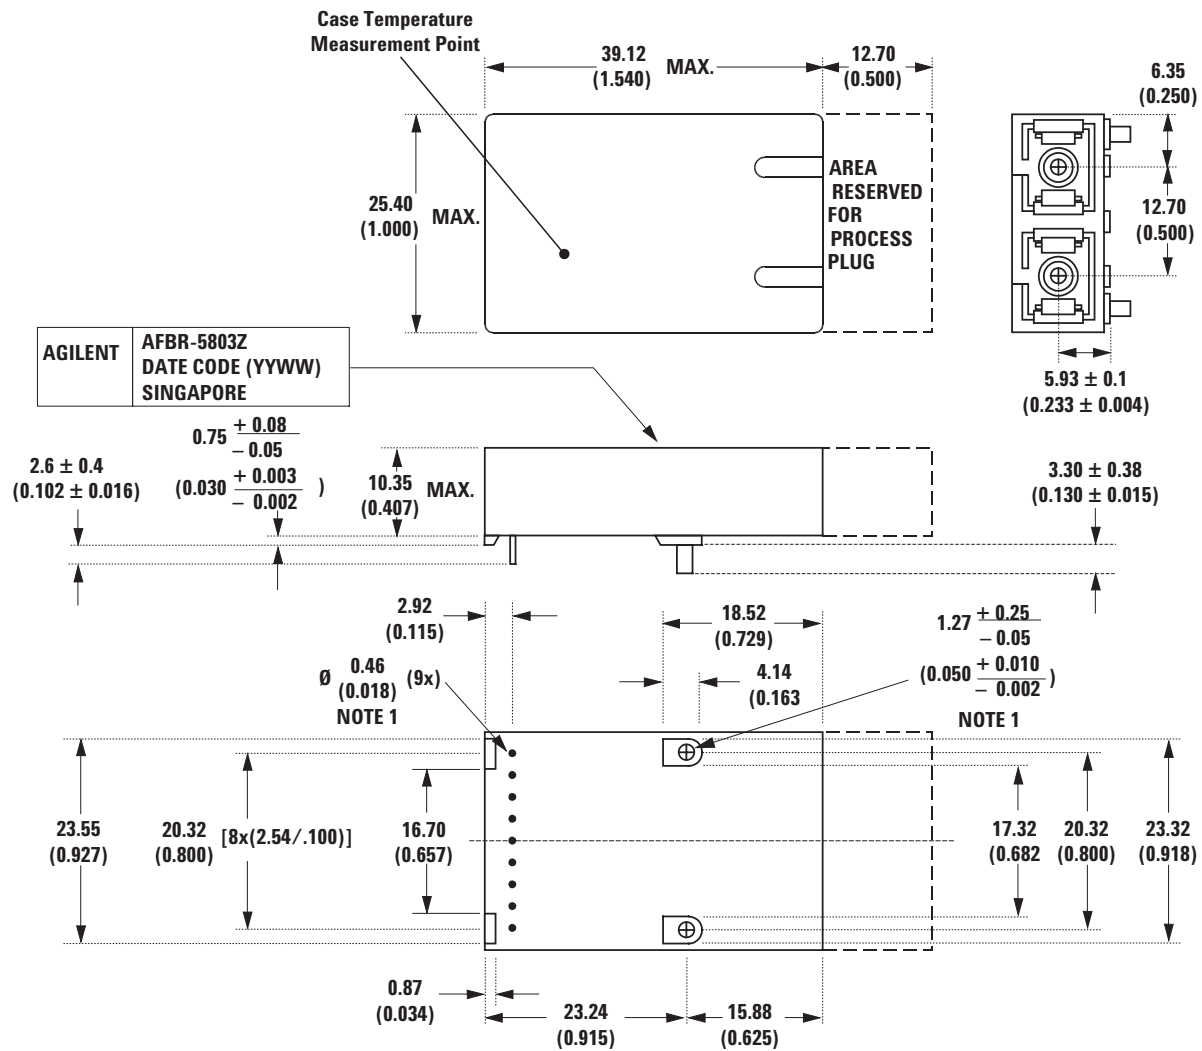 Case Temperature
Measurement Point
39.12
(1.540)
MAX.
12.70
(0.500)
6.35
(0.250)
25.40
(1.000)
MAX.
AREA
RESERVED
FOR
PROCESS
PLUG
12.70
(0.500)
5.93 ± 0.1
(0.233 ± 0.004)
AGILENT
AFBR-5803Z
DATE CODE (YYWW)
SINGAPORE
2.6 ± 0.4
(0.102 ± 0.016)
0.75 + 0.08
– 0.05
(0.030 + 0.003
– 0.002 )
10.35
(0.407)
MAX.
3.30 ± 0.38
(0.130 ± 0.015)
2.92
(0.115)
18.52
(0.729)
4.14
(0.163
1.27 + 0.25
– 0.05
(0.050 + 0.010
– 0.002 )
NOTE 1
Ø 0.46
(0.018) (9x)
NOTE 1
23.55
(0.927)
20.32
(0.800)
[8x(2.54/.100)]
16.70
(0.657)
17.32
(0.682
20.32
(0.800)
23.32
(0.918)
0.87
(0.034)
23.24
(0.915)
15.88
(0.625)